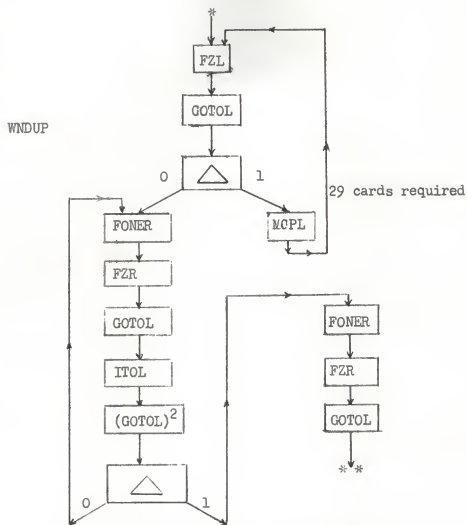 *
FZL
GOTOL
WNDUP
0 △ 1
29 cards required
MCPL
FONER
FZR
GOTOL
ITOL
(GOTOL)²
0 △ 1
FONER
FZR
GOTOL
**